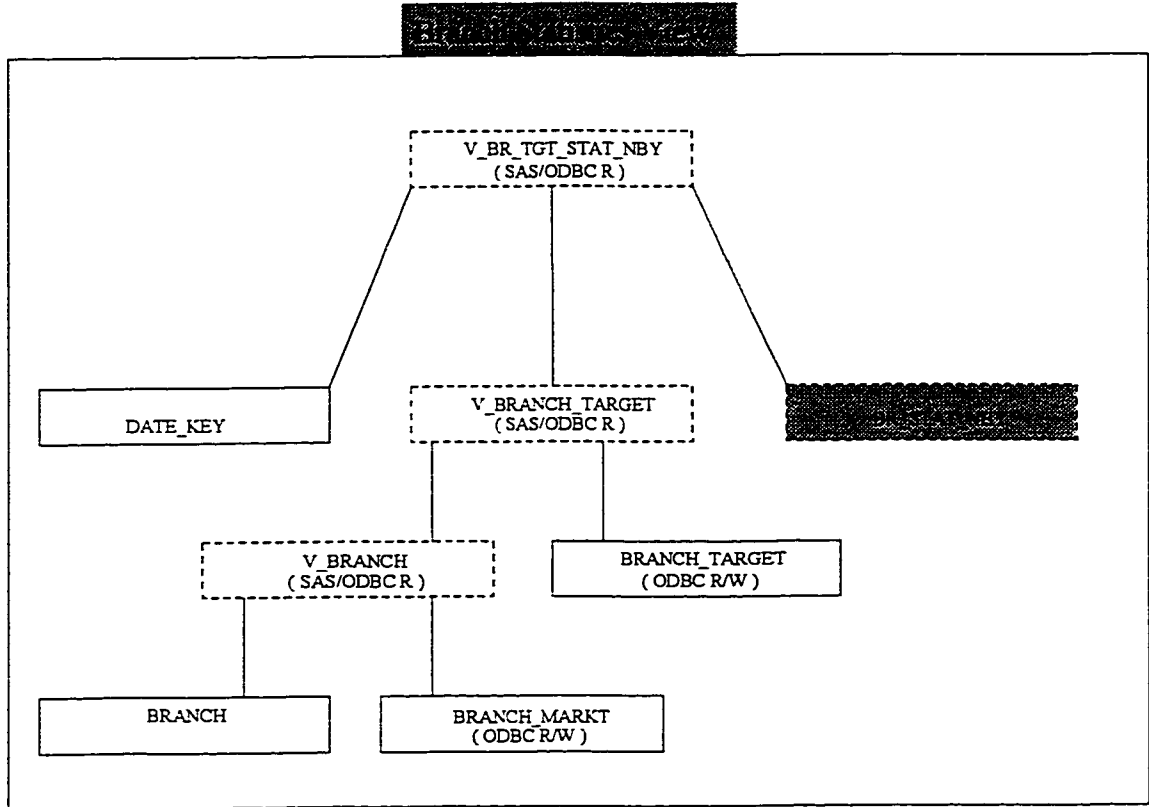 V_BR_TGT_STAT_NBY
( SAS/ODBC R )
DATE_KEY
V_BRANCH_TARGET
( SAS/ODBC R )
V_BRANCH
( SAS/ODBC R )
BRANCH_TARGET
( ODBC R/W )
BRANCH
BRANCH_MARKT
( ODBC R/W )